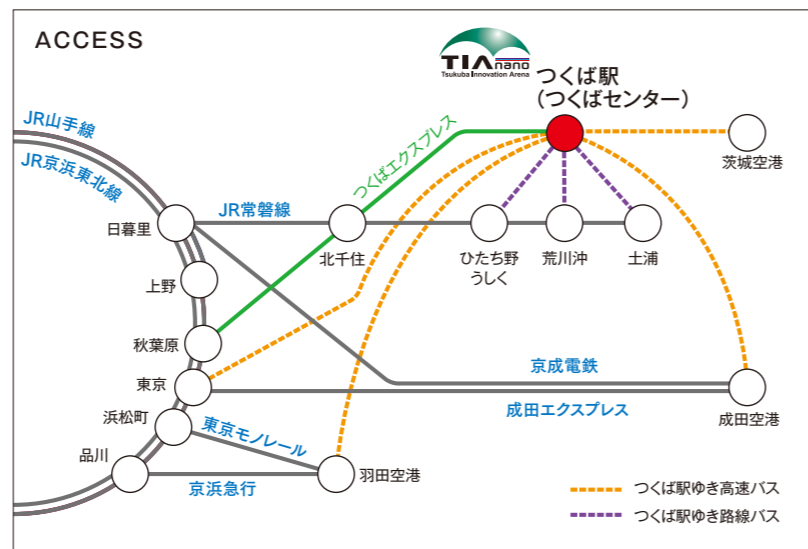 ACCESS
TIA nano
Tsukuba Innovation Arena
つくば駅
（つくばセンター）
JR山手線
JR京浜東北線
つくばエクスプレス
茨城空港
JR常磐線
日暮里
北千住
ひたち野
うしく
荒川沖
土浦
上野
秋葉原
東京
京成電鉄
成田エクスプレス
成田空港
浜松町
東京モノレール
品川
京浜急行
羽田空港
つくば駅ゆき高速バス
つくば駅ゆき路線バス